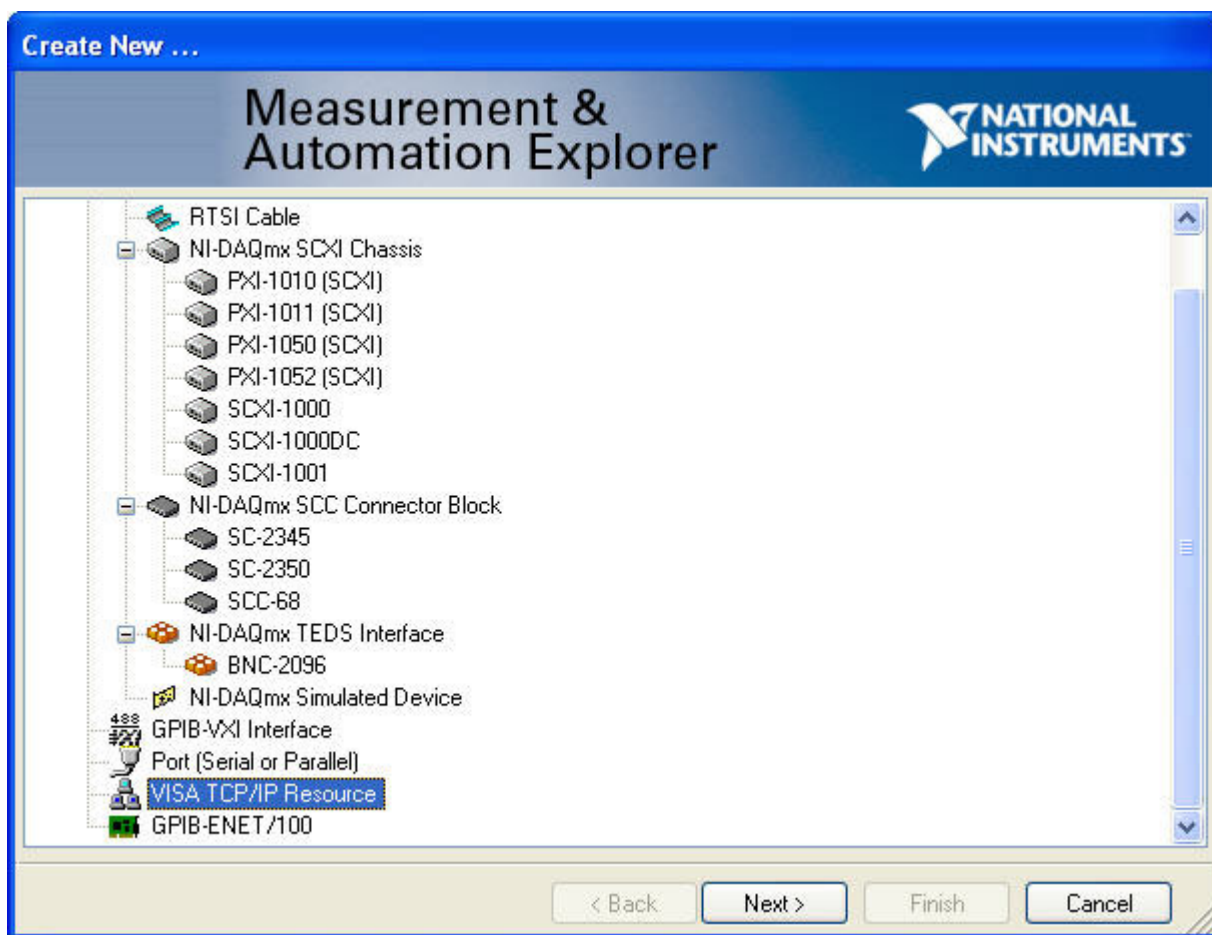 Create New ...
Measurement &
Automation Explorer
NATIONAL
INSTRUMENTS
RTSI Cable
NI-DAQmx SCXI Chassis
PXI-1010 (SCXI)
PXI-1011 (SCXI)
PXI-1050 (SCXI)
PXI-1052 (SCXI)
SCXI-1000
SCXI-1000DC
SCXI-1001
NI-DAQmx SCC Connector Block
SC-2345
SC-2350
SCC-68
NI-DAQmx TEDS Interface
BNC-2096
NI-DAQmx Simulated Device
GPIB-VXI Interface
Port (Serial or Parallel)
VISA TCP/IP Resource
GPIB-ENET/100
< Back
Next >
Finish
Cancel